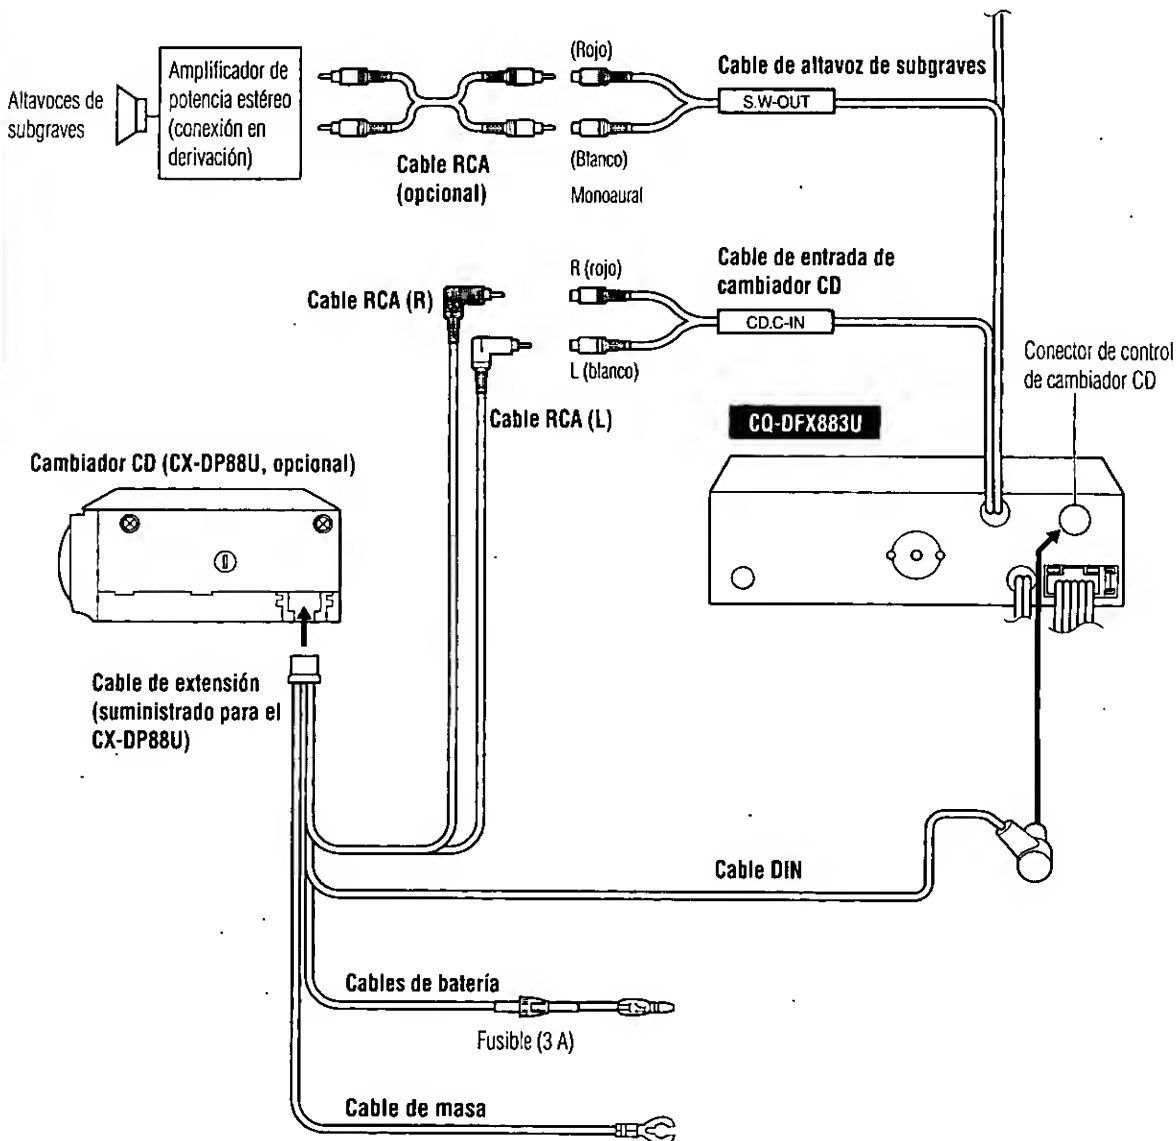 Altavoces de
subgraves
Amplificador de
potencia estéreo
(conexión en
derivación)
Cable RCA
(opcional)
(Rojo)
(Blanco)
Monoaural
Cable de altavoz de subgraves
S.W-OUT
Cable RCA (R)
R (rojo)
L (blanco)
Cable de entrada de
cambiador CD
CD.C-IN
Cable RCA (L)
Conector de control
de cambiador CD
CQ-DFX883U
Cambiador CD (CX-DP88U, opcional)
Cable de extensión
(suministrado para el
CX-DP88U)
Cable DIN
Cables de batería
Fusible (3 A)
Cable de masa